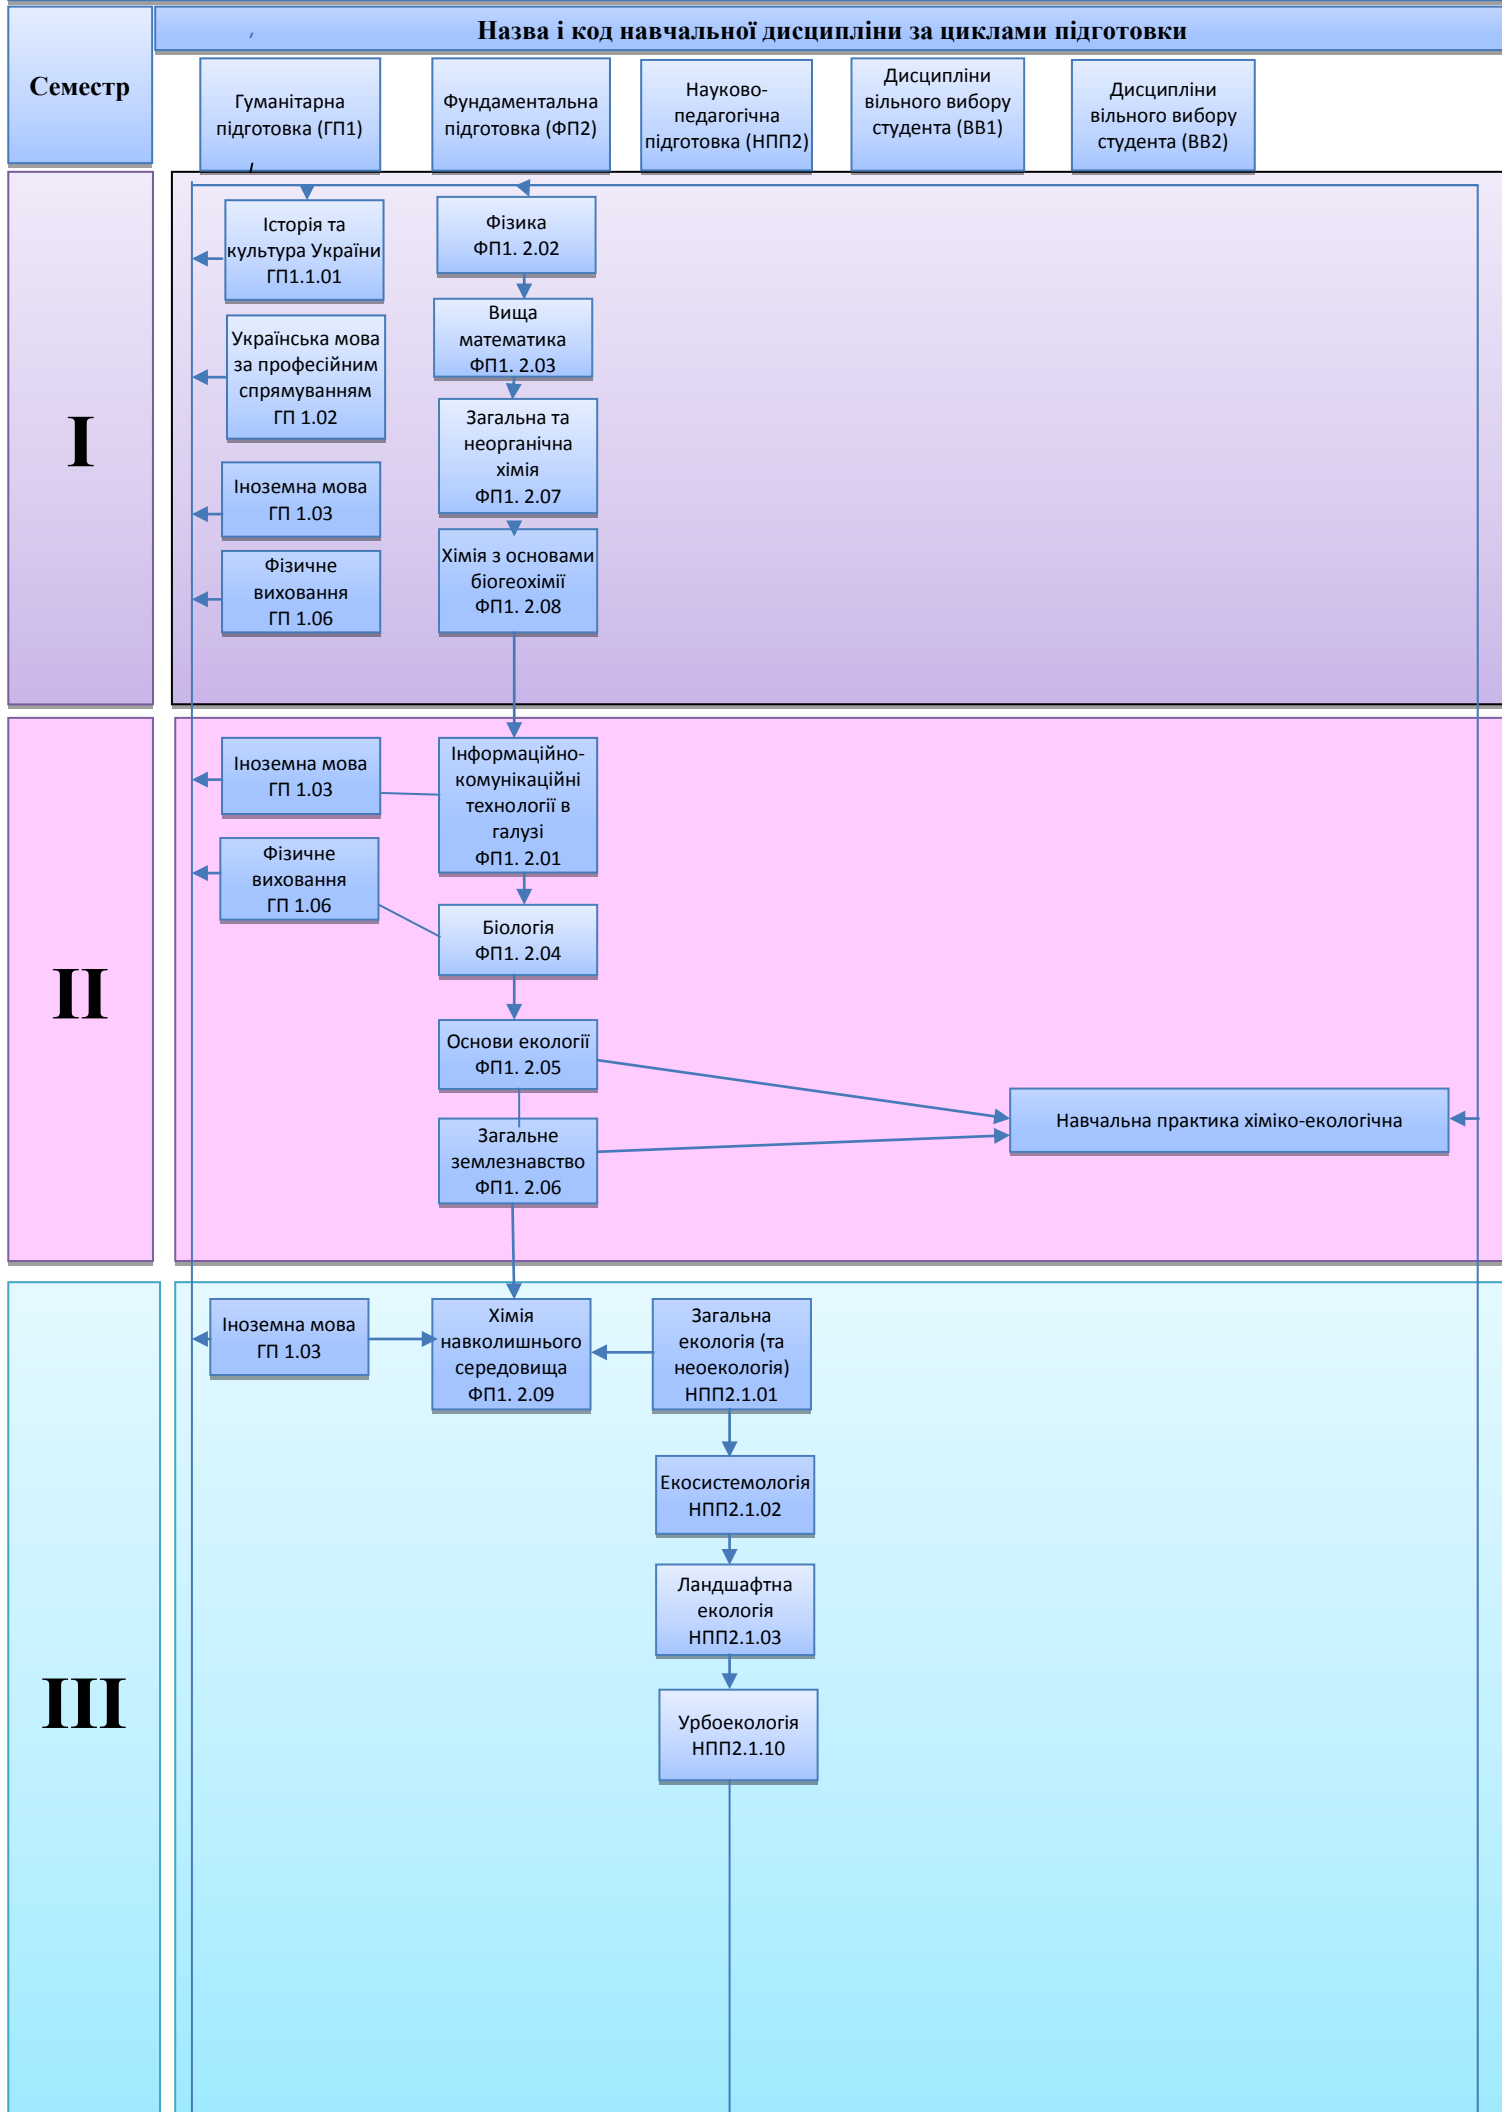 Назва і код навчальної дисципліни за циклами підготовки
Семестр
Гуманітарна
підготовка (ГП1)
Фундаментальна
підготовка (ФП2)
Науково-
педагогічна
підготовка (НПП2)
Дисципліни
вільного вибору
студента (ВВ1)
Дисципліни
вільного вибору
студента (ВВ2)
I
Історія та
культура України
ГП1.1.01
Українська мова
за професійним
спрямуванням
ГП 1.02
Іноземна мова
ГП 1.03
Фізичне
виховання
ГП 1.06
Фізика
ФП1. 2.02
Вища
математика
ФП1. 2.03
Загальна та
неорганічна
хімія
ФП1. 2.07
Хімія з основами
біогеохімії
ФП1. 2.08
II
Іноземна мова
ГП 1.03
Фізичне
виховання
ГП 1.06
Інформаційно-
комунікаційні
технології в
галузі
ФП1. 2.01
Біологія
ФП1. 2.04
Основи екології
ФП1. 2.05
Загальне
землезнавство
ФП1. 2.06
Навчальна практика хіміко-екологічна
III
Іноземна мова
ГП 1.03
Хімія
навколишнього
середовища
ФП1. 2.09
Загальна
екологія (та
неоекологія)
НПП2.1.01
Екосистемологія
НПП2.1.02
Ландшафтна
екологія
НПП2.1.03
Урбоекологія
НПП2.1.10